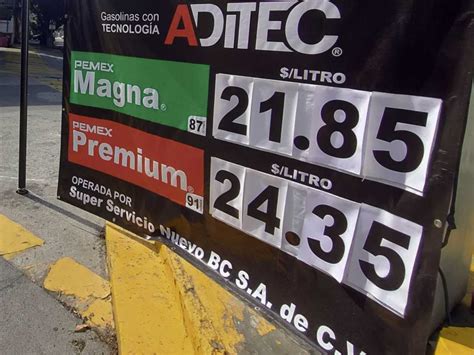 Gasolinas con
TECNOLOGÍA
ADITEC®
PEMEX
Magna®
87
$/LITRO
21.85
PEMEX
Premium®
91
$/LITRO
24.35
OPERADA POR
Super Servicio Nuevo BC S.A. de C.V